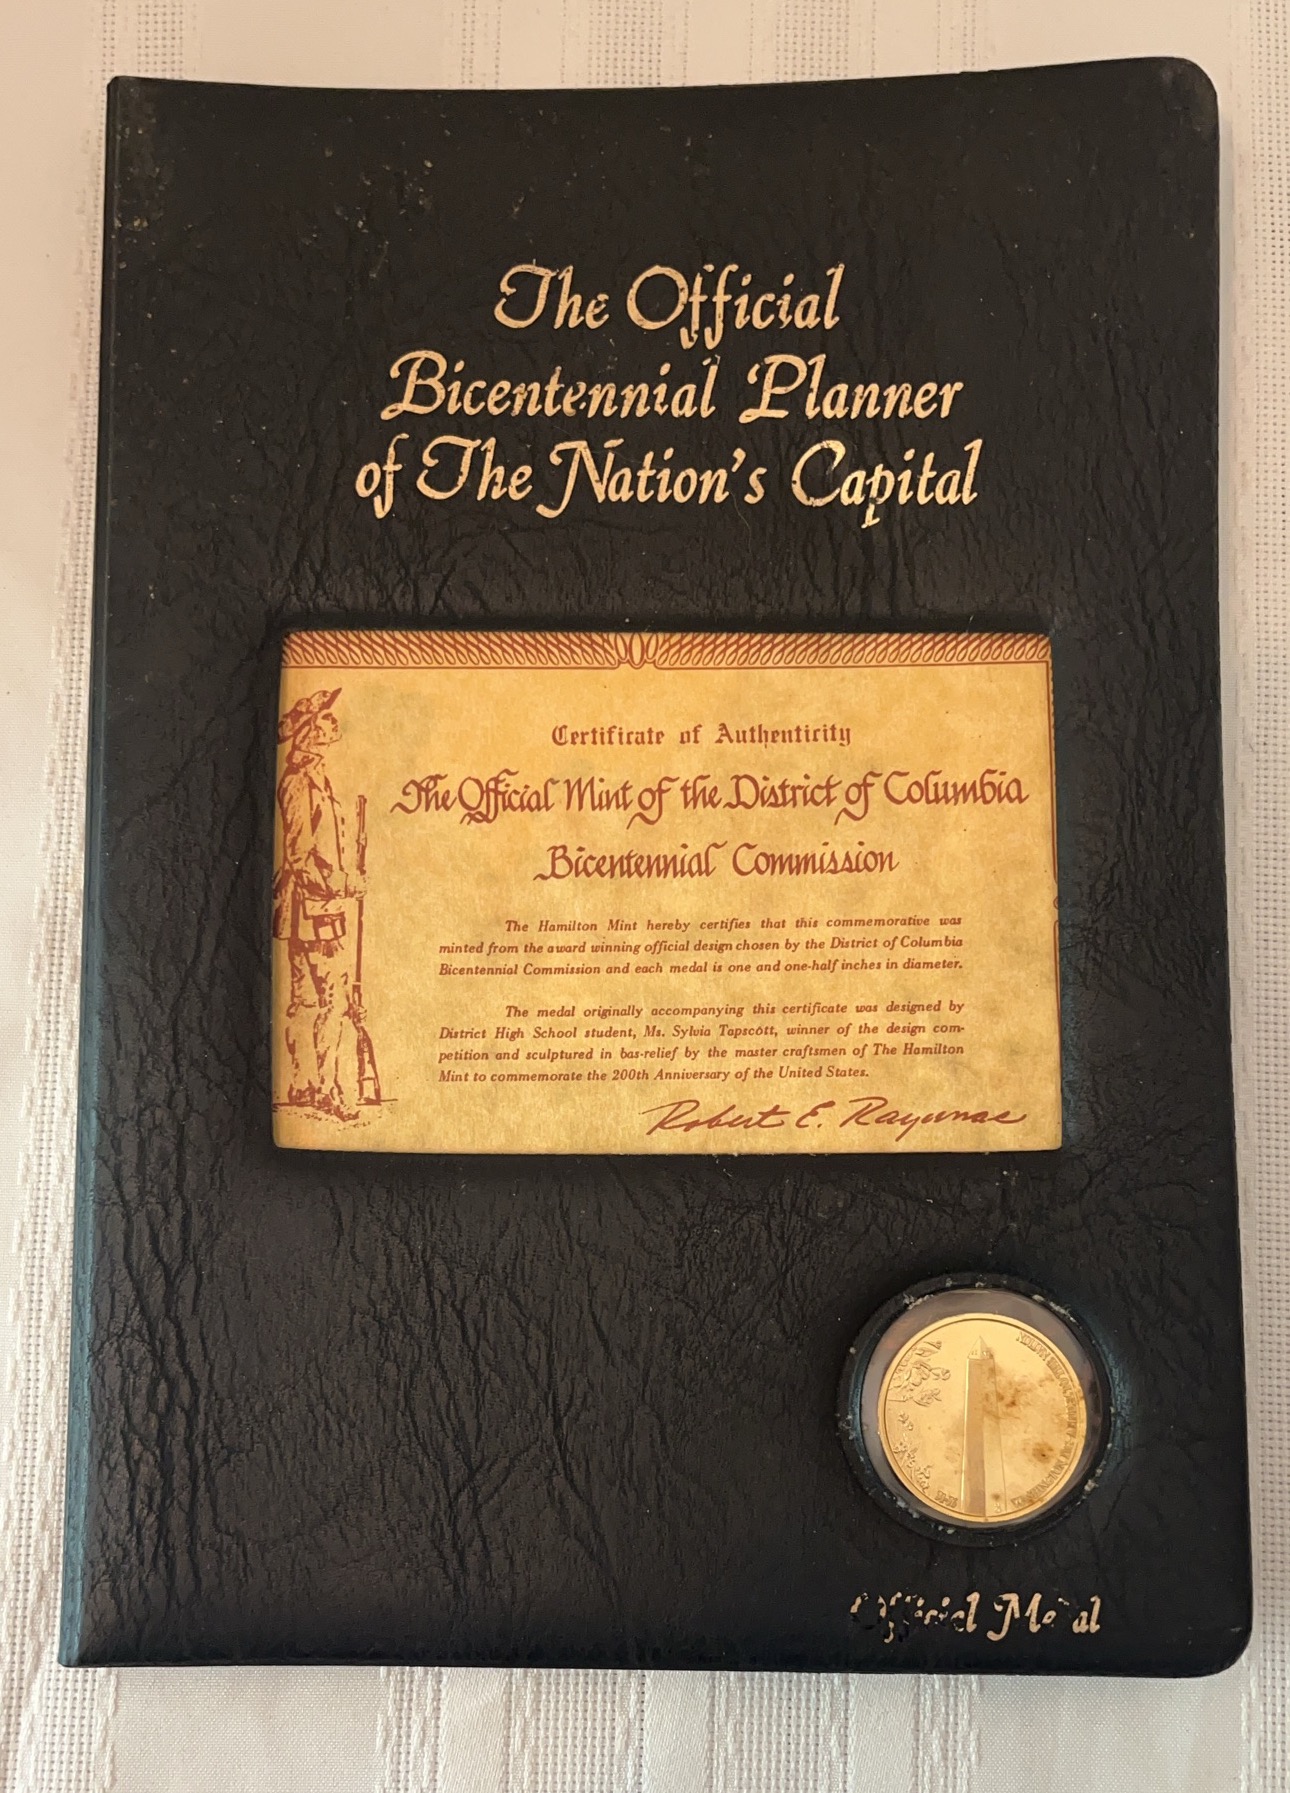 The Official
Bicentennial Planner
of The Nation's Capital
Certificate of Authenticity
The Official Mint of the District of Columbia
Bicentennial Commission
The Hamilton Mint hereby certifies that this commemorative was
minted from the award winning official design chosen by the District of Columbia
Bicentennial Commission and each medal is one and one-half inches in diameter.
The medal originally accompanying this certificate was designed by
District High School student, Ms. Sylvia Tapscott, winner of the design com-
petition and sculptured in bas-relief by the master craftsmen of The Hamilton
Mint to commemorate the 200th Anniversary of the United States.
Robert E.
Official Medal